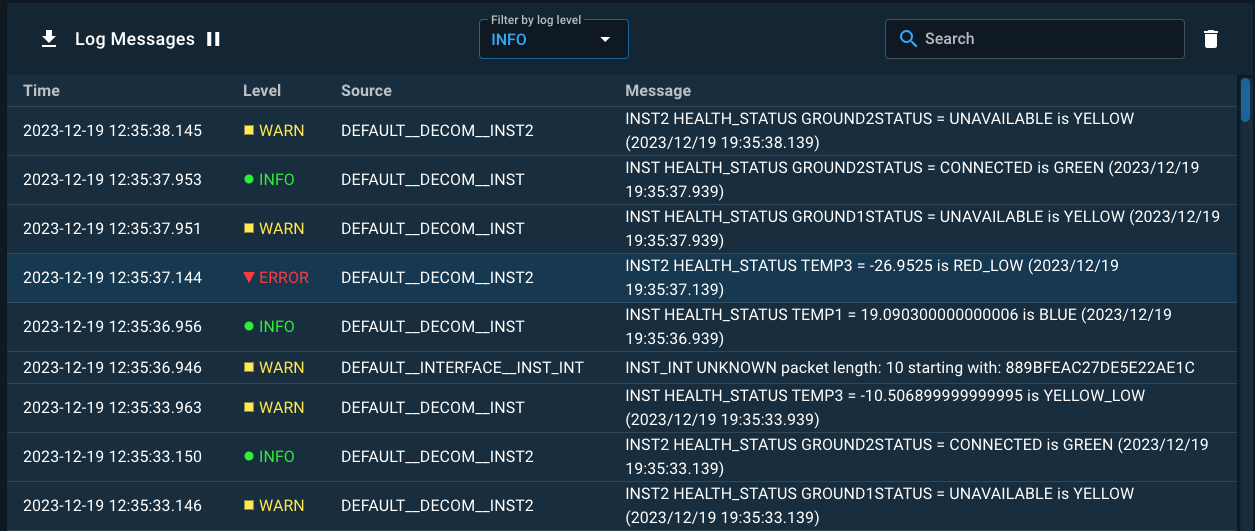 Log Messages
Filter by log level
INFO
Search
Time Level Source Message
2023-12-19 12:35:38.145 WARN DEFAULT__DECOM__INST2 INST2 HEALTH_STATUS GROUND2STATUS = UNAVAILABLE is YELLOW
(2023/12/19 19:35:38.139)
2023-12-19 12:35:37.953 INFO DEFAULT__DECOM__INST INST HEALTH_STATUS GROUND2STATUS = CONNECTED is GREEN (2023/12/19
19:35:37.939)
2023-12-19 12:35:37.951 WARN DEFAULT__DECOM__INST INST HEALTH_STATUS GROUND1STATUS = UNAVAILABLE is YELLOW (2023/12/19
19:35:37.939)
2023-12-19 12:35:37.144 ERROR DEFAULT__DECOM__INST2 INST2 HEALTH_STATUS TEMP3 = -26.9525 is RED_LOW (2023/12/19
19:35:37.139)
2023-12-19 12:35:36.956 INFO DEFAULT__DECOM__INST INST HEALTH_STATUS TEMP1 = 19.090300000000006 is BLUE (2023/12/19
19:35:36.939)
2023-12-19 12:35:36.946 WARN DEFAULT__INTERFACE__INST_INT INST_INT UNKNOWN packet length: 10 starting with: 889BFEAC27DE5E22AE1C
2023-12-19 12:35:33.963 WARN DEFAULT__DECOM__INST INST HEALTH_STATUS TEMP3 = -10.506899999999995 is YELLOW_LOW
(2023/12/19 19:35:33.939)
2023-12-19 12:35:33.150 INFO DEFAULT__DECOM__INST2 INST2 HEALTH_STATUS GROUND2STATUS = CONNECTED is GREEN (2023/12/19
19:35:33.139)
2023-12-19 12:35:33.146 WARN DEFAULT__DECOM__INST2 INST2 HEALTH_STATUS GROUND1STATUS = UNAVAILABLE is YELLOW
(2023/12/19 19:35:33.139)